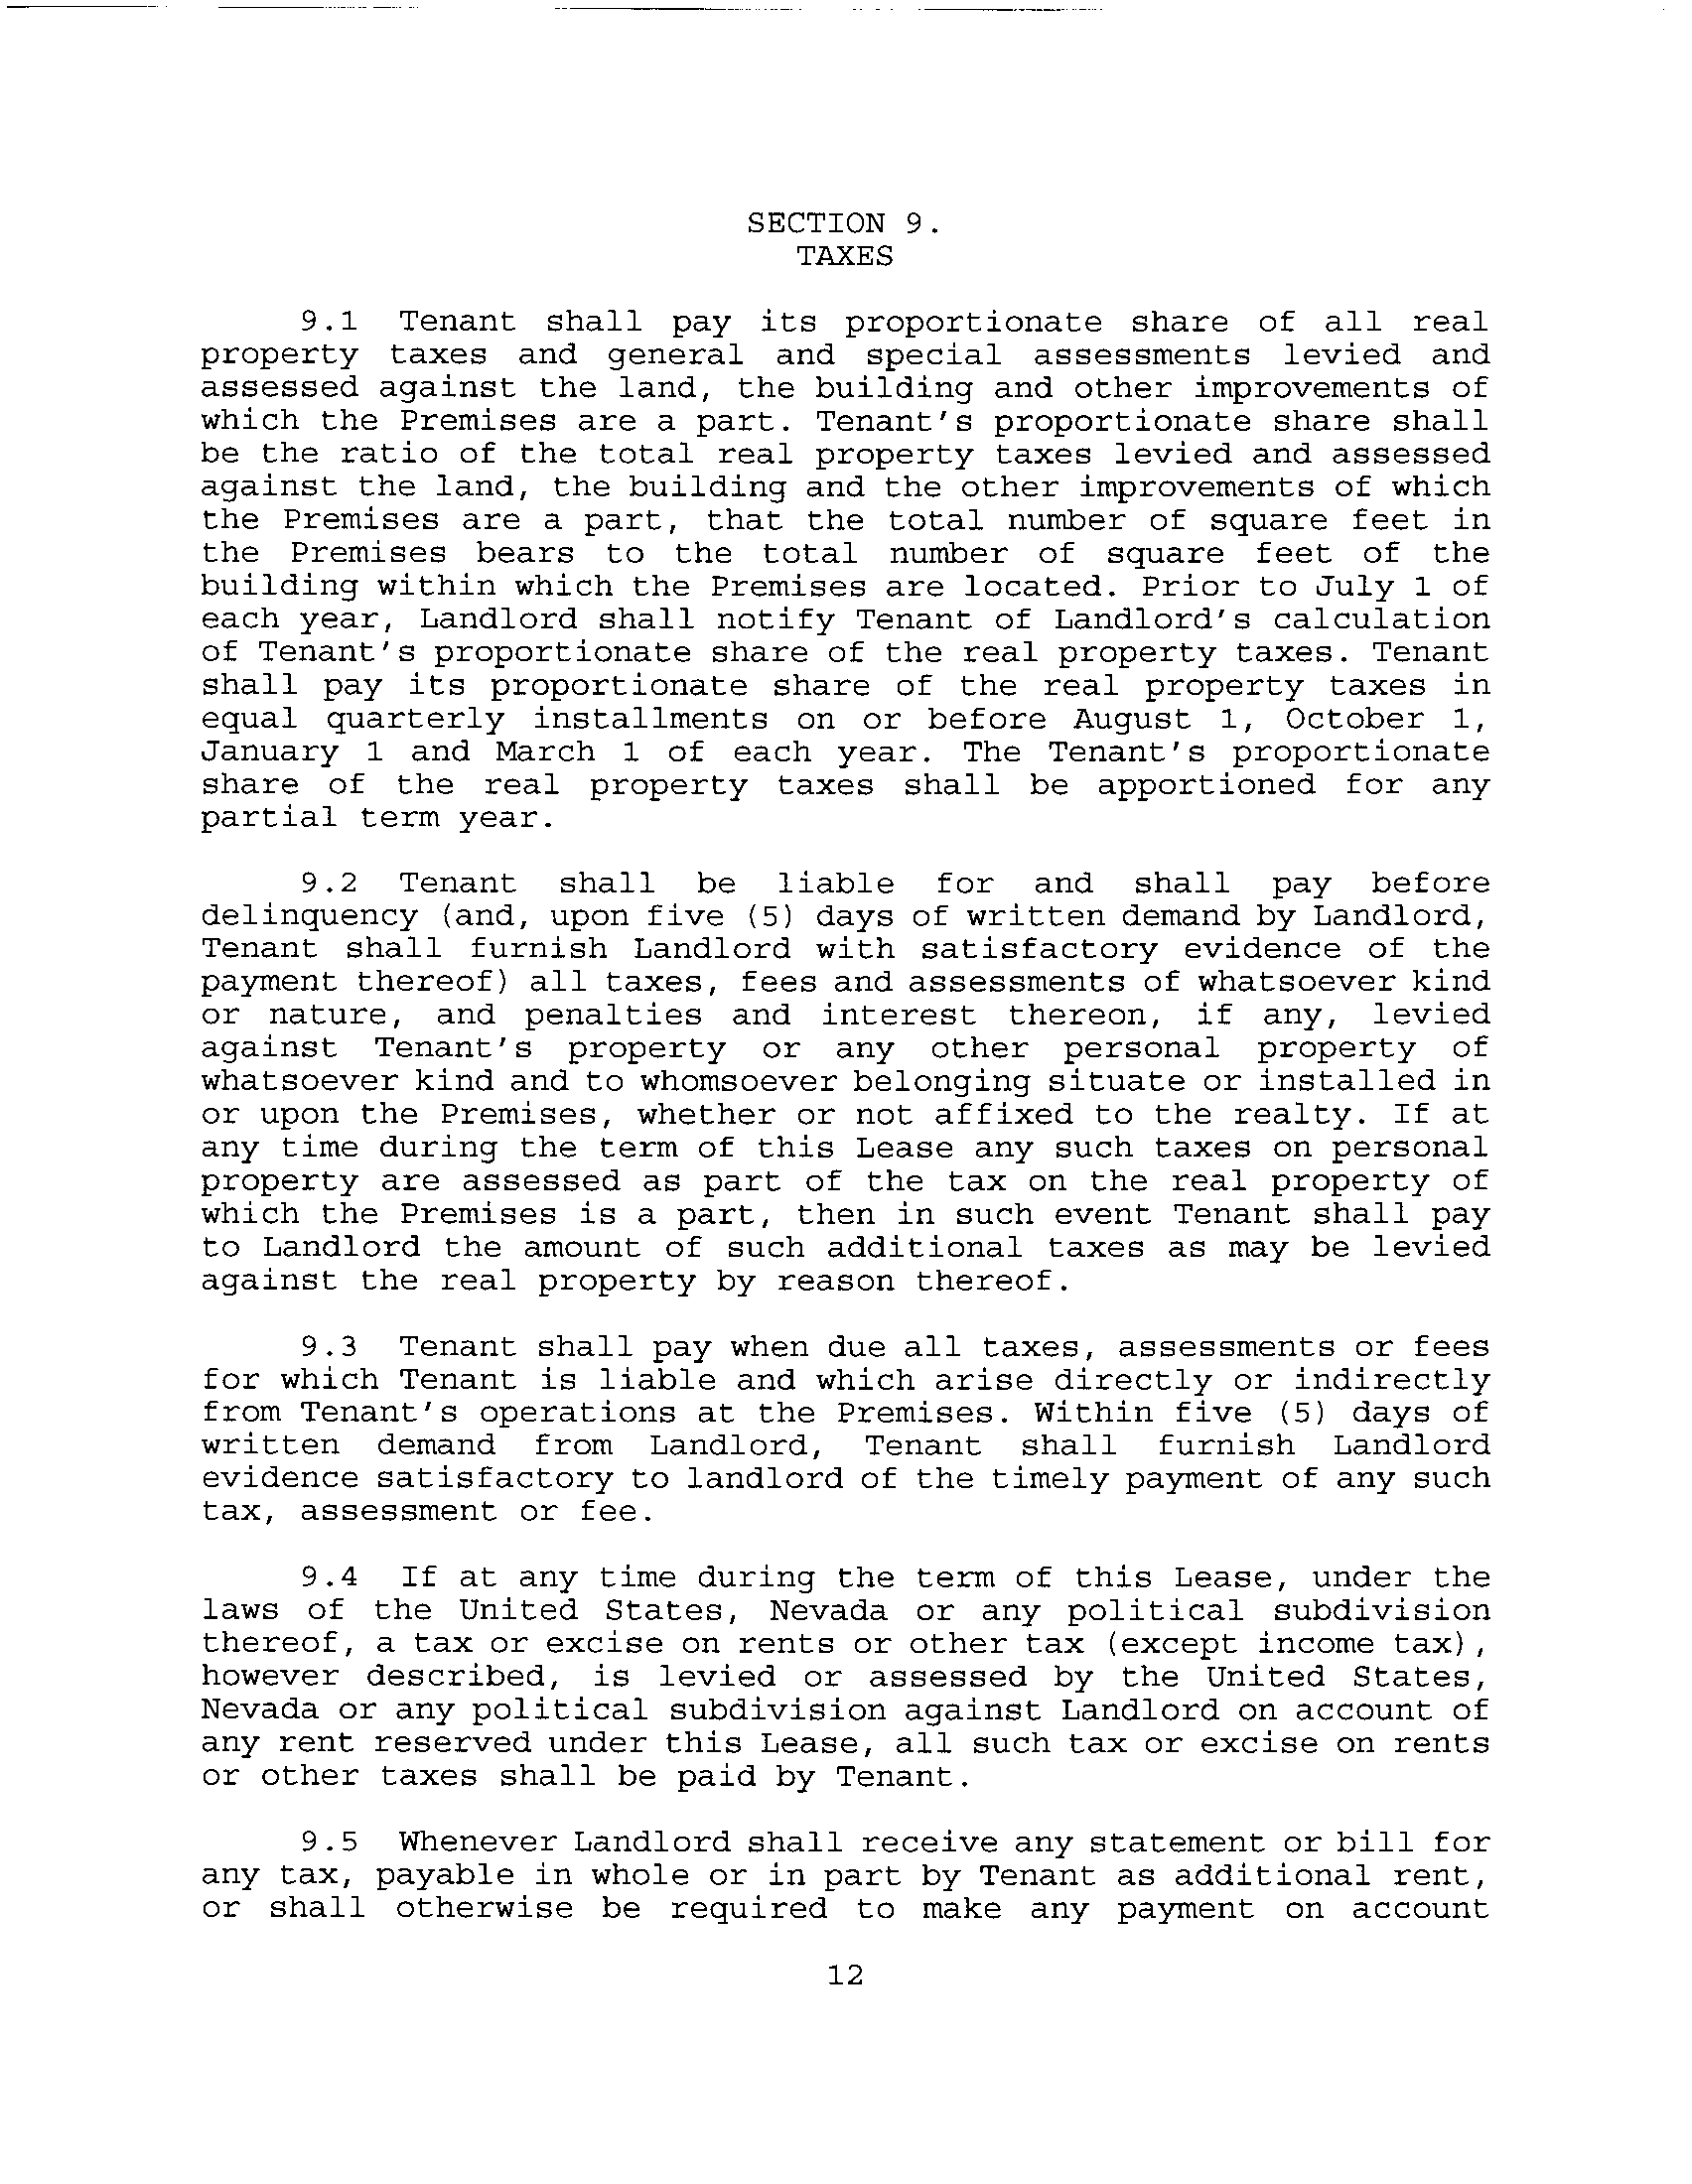 SECTION 9.
TAXES
9.1 Tenant shall pay its proportionate share of all real
property taxes and general and special assessments levied and
assessed against the land, the building and other improvements of
which the Premises are a part. Tenant's proportionate share shall
be the ratio of the total real property taxes levied and assessed
against the land, the building and the other improvements of which
the Premises are a part, that the total number of square feet in
the Premises bears to the total number of square feet of the
building within which the Premises are located. Prior to July 1 of
each year, Landlord shall notify Tenant of Landlord's calculation
of Tenant's proportionate share of the real property taxes. Tenant
shall pay its proportionate share of the real property taxes in
equal quarterly installments on or before August 1, October 1,
January 1 and March 1 of each year. The Tenant's proportionate
share of the real property taxes shall be apportioned for any
partial term year.
9.2 Tenant shall be liable for and shall pay before
delinquency (and, upon five (5) days of written demand by Landlord,
Tenant shall furnish Landlord with satisfactory evidence of the
payment thereof) all taxes, fees and assessments of whatsoever kind
or nature, and penalties and interest thereon, if any, levied
against Tenant's property or any other personal property of
whatsoever kind and to whomsoever belonging situate or installed in
or upon the Premises, whether or not affixed to the realty. If at
any time during the term of this Lease any such taxes on personal
property are assessed as part of the tax on the real property of
which the Premises is a part, then in such event Tenant shall pay
to Landlord the amount of such additional taxes as may be levied
against the real property by reason thereof.
9.3 Tenant shall pay when due all taxes, assessments or fees
for which Tenant is liable and which arise directly or indirectly
from Tenant's operations at the Premises. Within five (5) days of
written demand from Landlord, Tenant shall furnish Landlord
evidence satisfactory to landlord of the timely payment of any such
tax, assessment or fee.
9.4 If at any time during the term of this Lease, under the
laws of the United States, Nevada or any political subdivision
thereof, a tax or excise on rents or other tax (except income tax),
however described, is levied or assessed by the United States,
Nevada or any political subdivision against Landlord on account of
any rent reserved under this Lease, all such tax or excise on rents
or other taxes shall be paid by Tenant.
9.5 Whenever Landlord shall receive any statement or bill for
any tax, payable in whole or in part by Tenant as additional rent,
or shall otherwise be required to make any payment on account
12